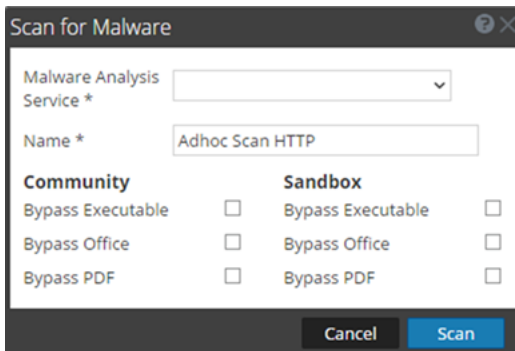 Scan for Malware
Malware Analysis
Service *
Name * Adhoc Scan HTTP
Community Sandbox
Bypass Executable Bypass Executable
Bypass Office Bypass Office
Bypass PDF Bypass PDF
Cancel Scan